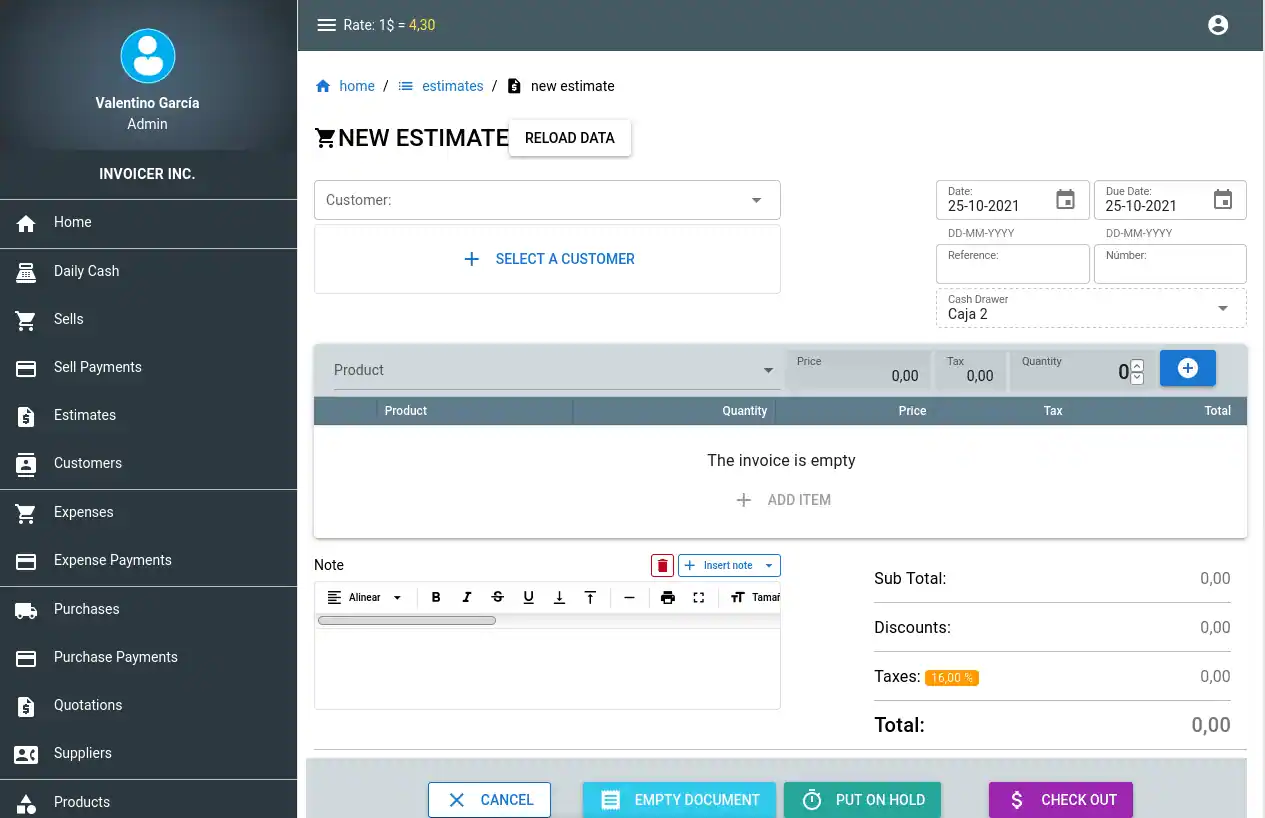 Valentino García
Admin
INVOICER INC.
Home
Daily Cash
Sells
Sell Payments
Estimates
Customers
Expenses
Expense Payments
Purchases
Purchase Payments
Quotations
Suppliers
Products
Rate: 1$ = 4,30
home / estimates / new estimate
NEW ESTIMATE RELOAD DATA
Customer:
SELECT A CUSTOMER
Date: 
25-10-2021
DD-MM-YYYY
Due Date:
25-10-2021
DD-MM-YYYY
Reference:
Númber:
Cash Drawer
Caja 2
Product
Price
0,00
Tax
0,00
Quantity
0
Product Quantity Price Tax Total
The invoice is empty
ADD ITEM
Note
Insert note
Alinear B I S U Tamañ
Sub Total: 0,00
Discounts: 0,00
Taxes: 16,00 % 0,00
Total: 0,00
CANCEL EMPTY DOCUMENT PUT ON HOLD CHECK OUT